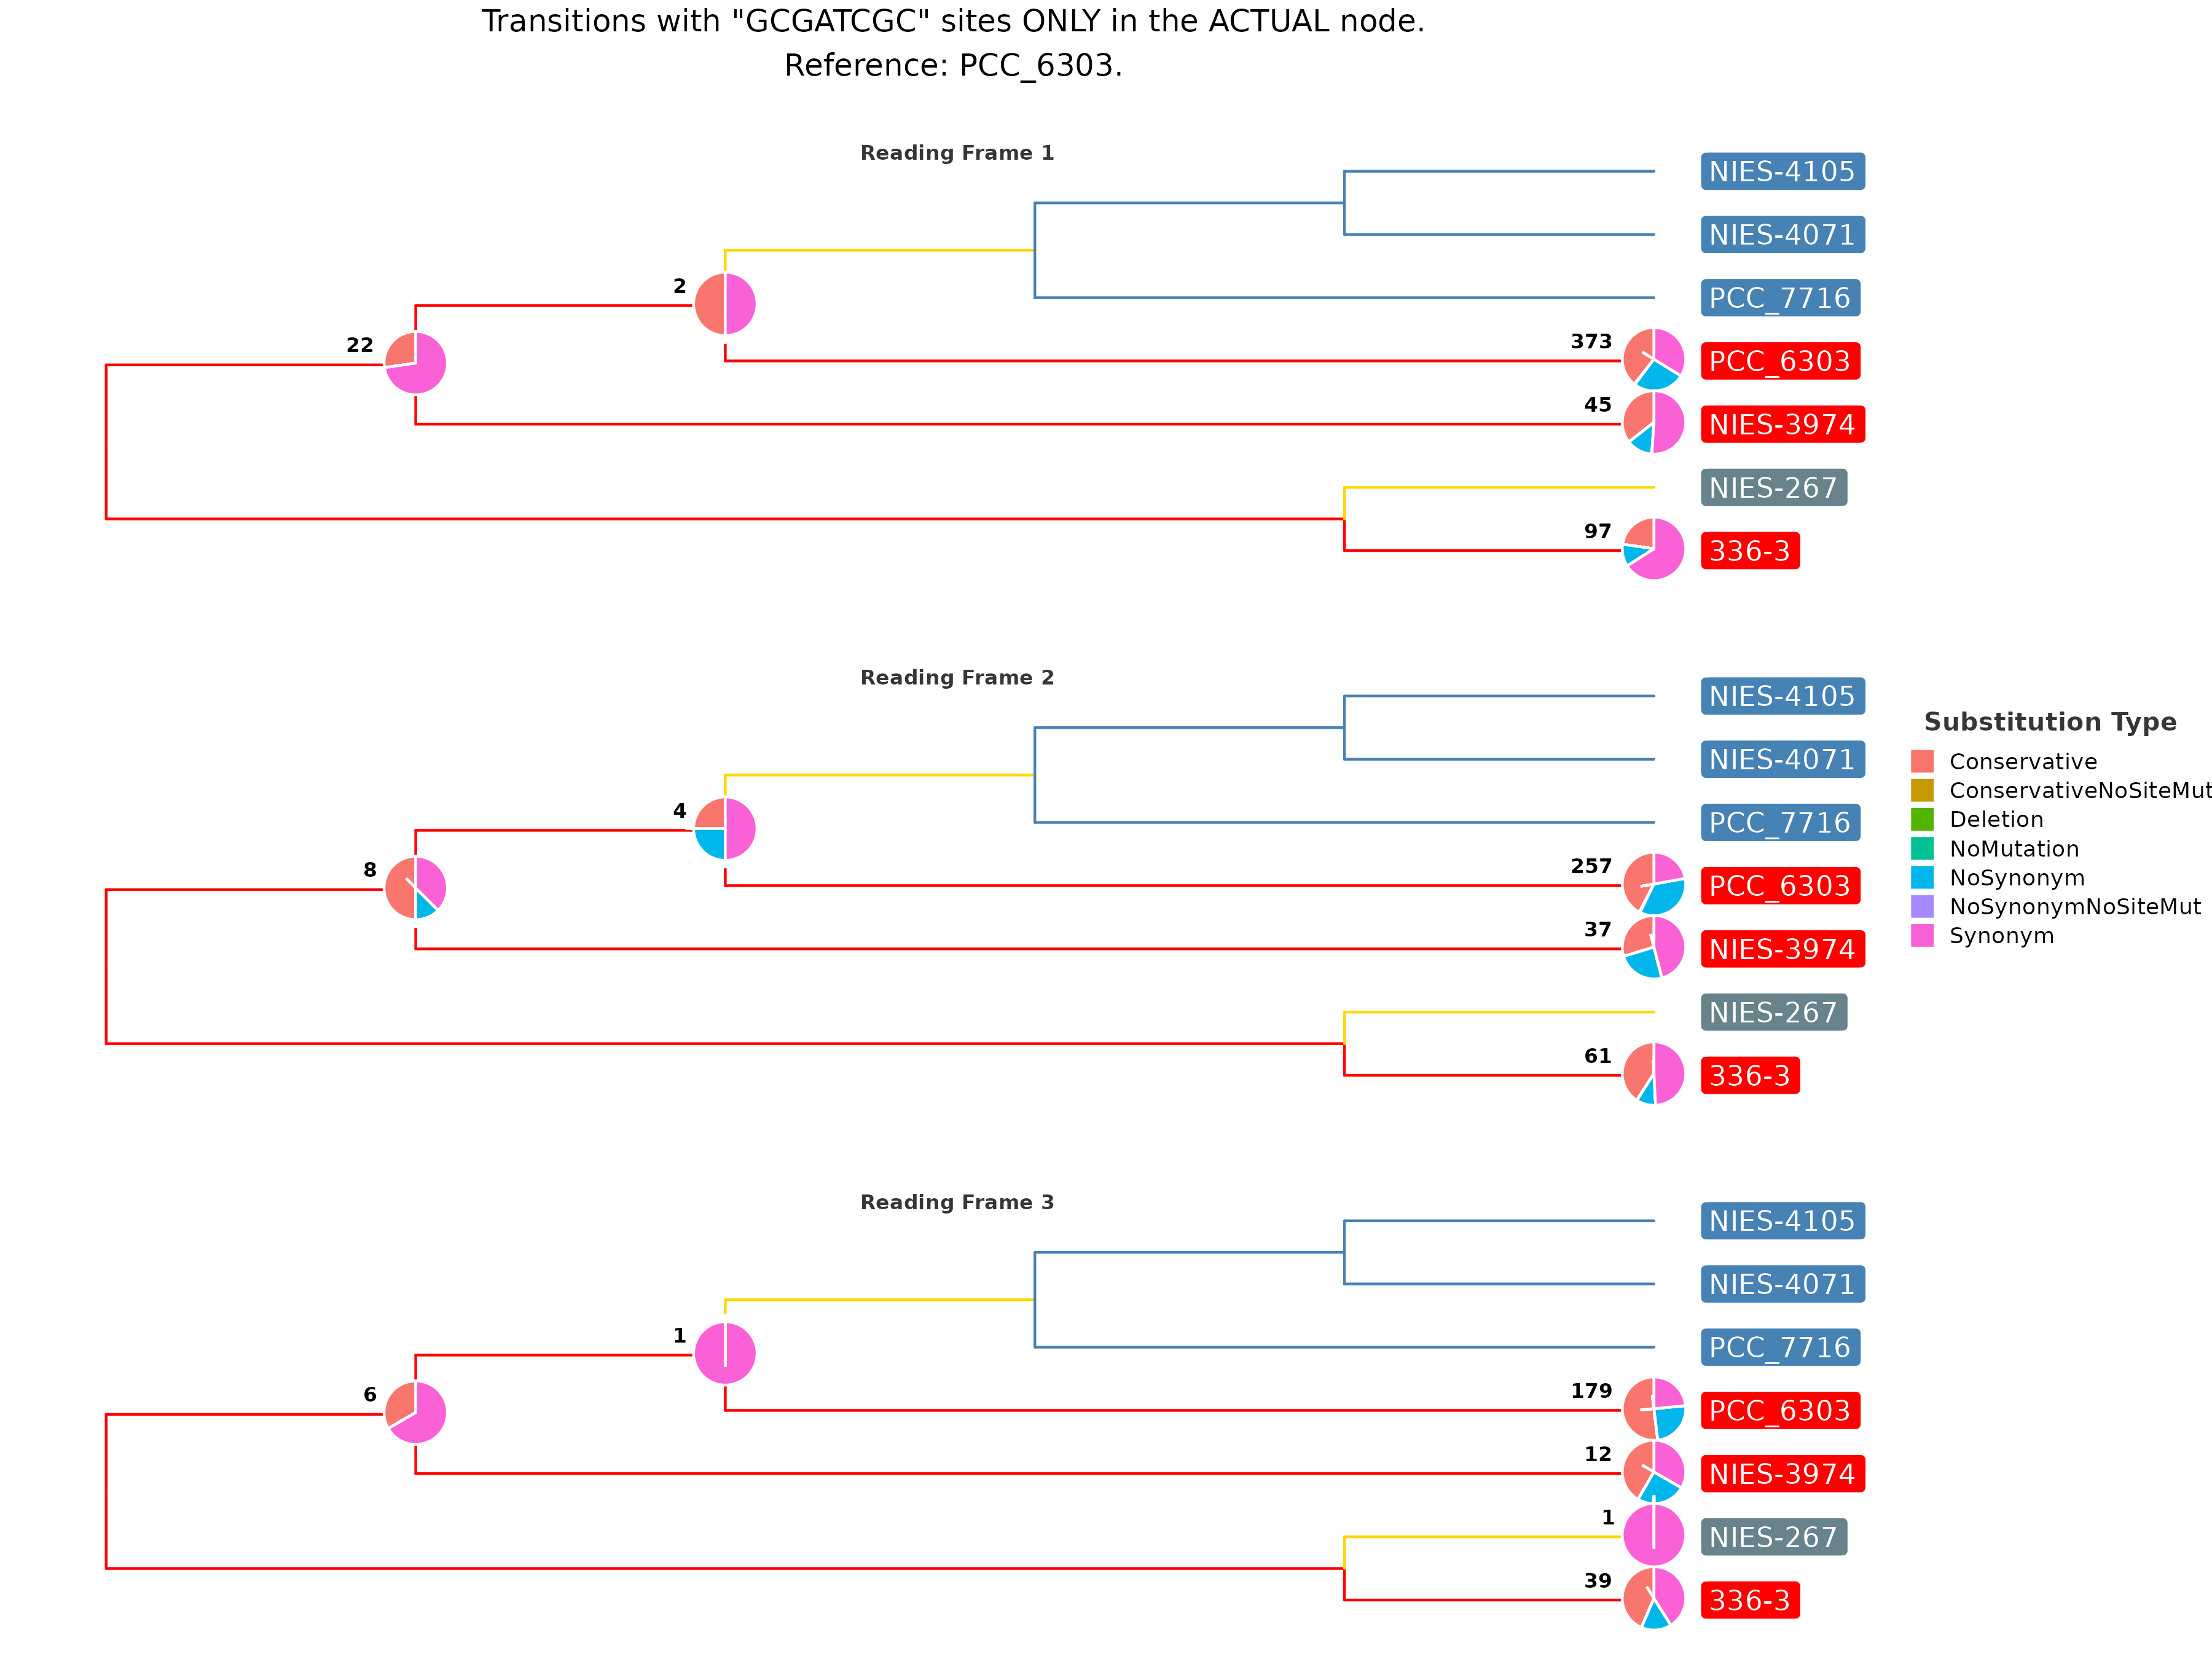 Transitions with "GCGATCGC" sites ONLY in the ACTUAL node.
Reference: PCC_6303.
Reading Frame 1
NIES-4105
NIES-4071
2
PCC_7716
22
373
PCC_6303
45
NIES-3974
NIES-267
97
336-3
Reading Frame 2
NIES-4105
NIES-4071
4
PCC_7716
8
257
PCC_6303
37
NIES-3974
NIES-267
61
336-3
Substitution Type
Conservative
ConservativeNoSiteMut
Deletion
NoMutation
NoSynonym
NoSynonymNoSiteMut
Synonym
Reading Frame 3
NIES-4105
NIES-4071
1
PCC_7716
6
179
PCC_6303
12
NIES-3974
1
NIES-267
39
336-3